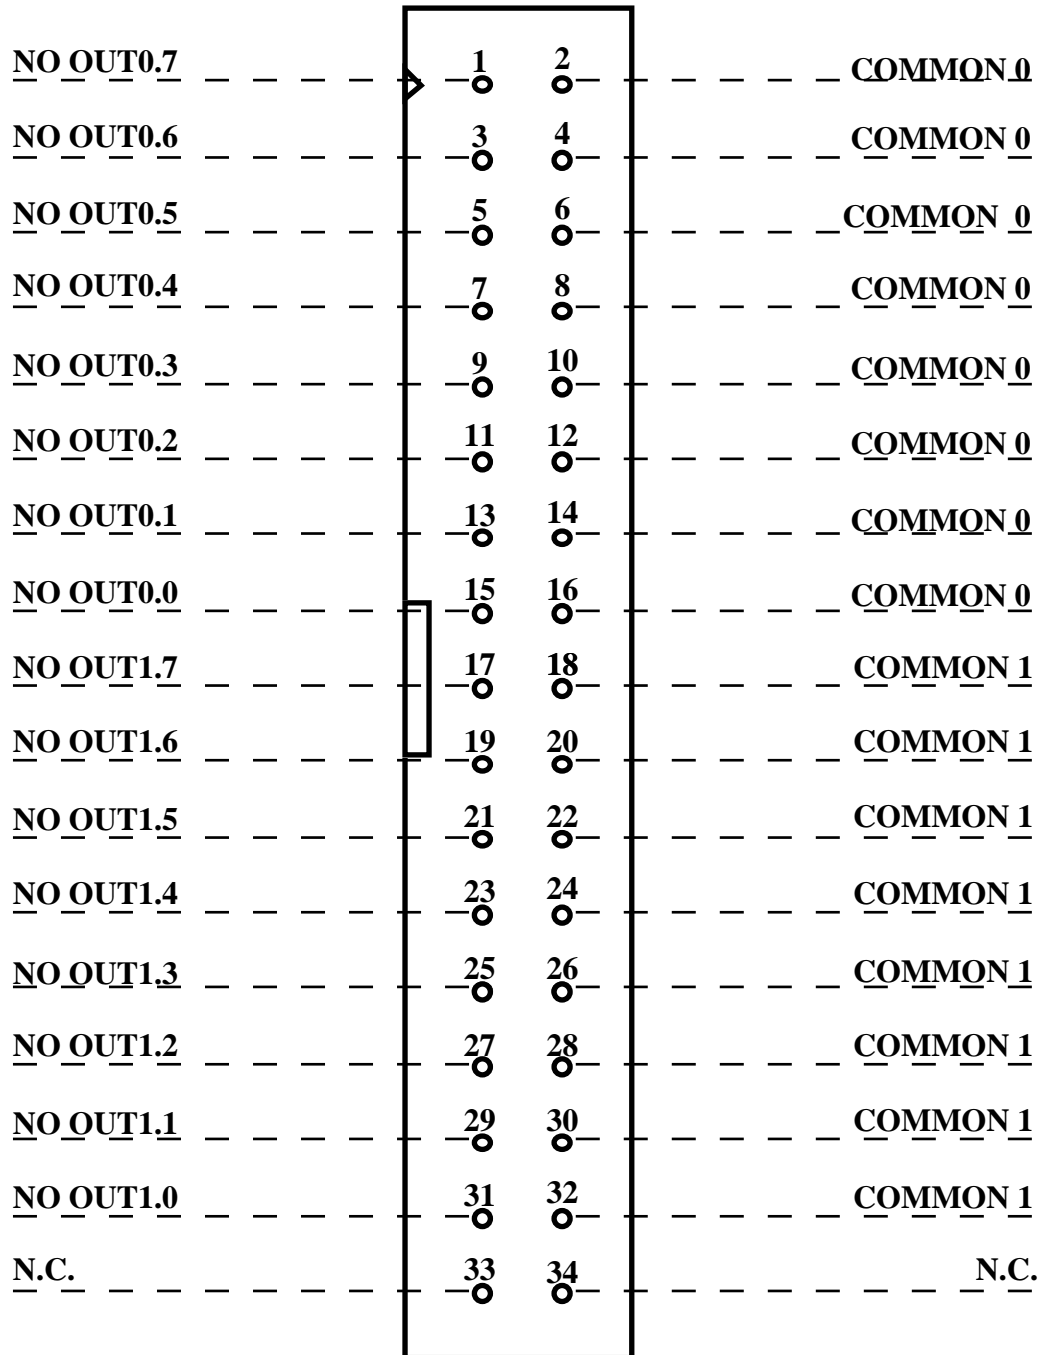 NO OUT0.7 1 2 COMMON 0
NO OUT0.6 3 4 COMMON 0
NO OUT0.5 5 6 COMMON 0
NO OUT0.4 7 8 COMMON 0
NO OUT0.3 9 10 COMMON 0
NO OUT0.2 11 12 COMMON 0
NO OUT0.1 13 14 COMMON 0
NO OUT0.0 15 16 COMMON 0
NO OUT1.7 17 18 COMMON 1
NO OUT1.6 19 20 COMMON 1
NO OUT1.5 21 22 COMMON 1
NO OUT1.4 23 24 COMMON 1
NO OUT1.3 25 26 COMMON 1
NO OUT1.2 27 28 COMMON 1
NO OUT1.1 29 30 COMMON 1
NO OUT1.0 31 32 COMMON 1
N.C. 33 34 N.C.